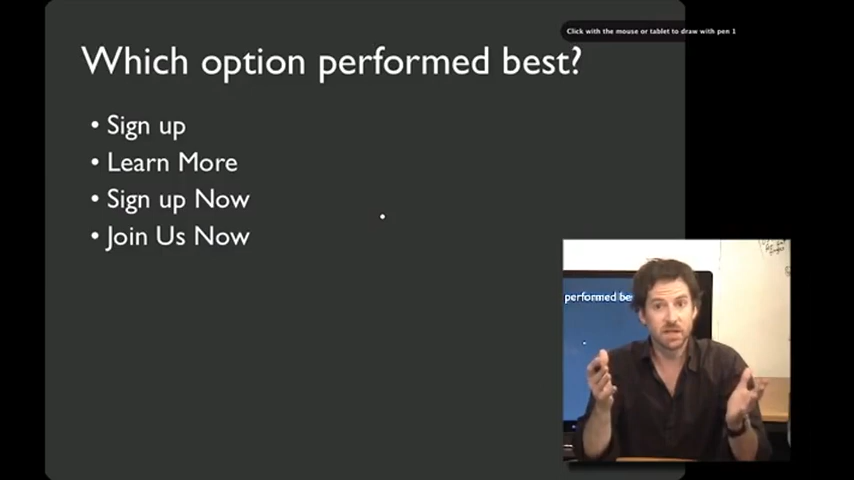 Click with the mouse or tablet to draw with pen 1
Which option performed best?
• Sign up
• Learn More
• Sign up Now
• Join Us Now
performed be